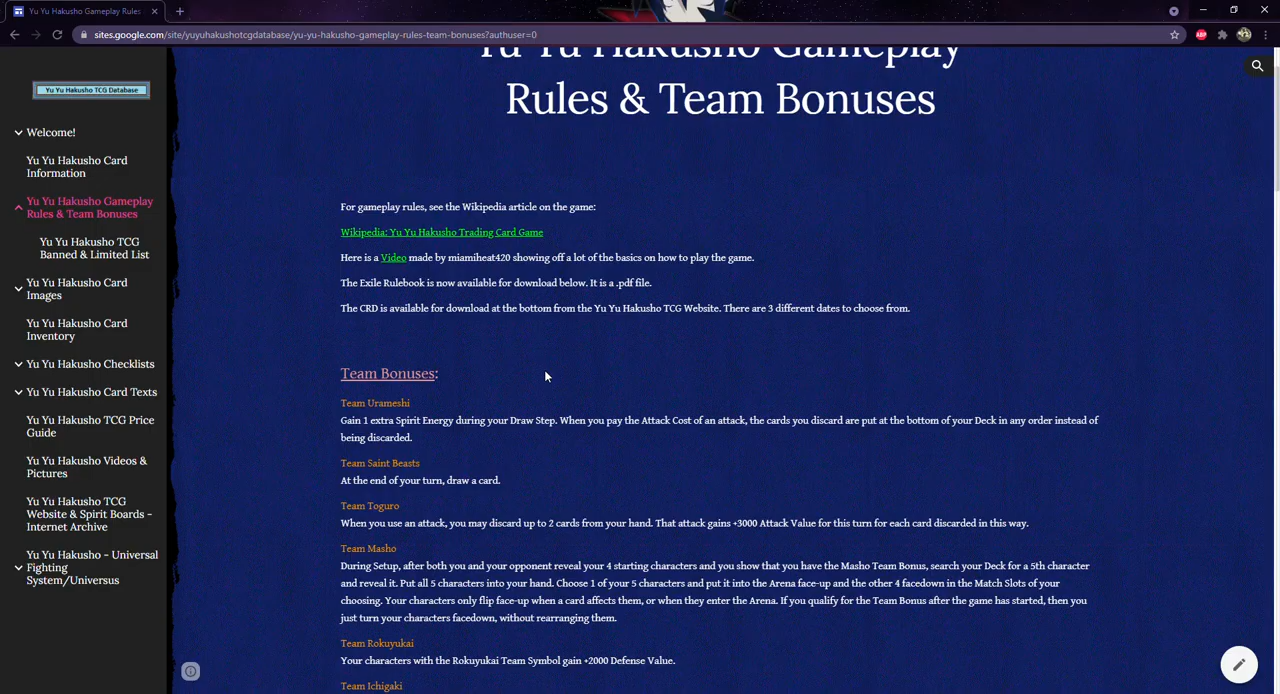 Yu Yu Hakusho Gameplay Rules
sites.google.com/site/yuyuhakushotcgdatabase/yu-yu-hakusho-gameplay-rules-team-bonuses?authuser=0
ABP
Yu Yu Hakusho TCG Database
Welcome!
Yu Yu Hakusho Card
Information
Yu Yu Hakusho Gameplay
Rules & Team Bonuses
Yu Yu Hakusho TCG
Banned & Limited List
Yu Yu Hakusho Card
Images
Yu Yu Hakusho Card
Inventory
Yu Yu Hakusho Checklists
Yu Yu Hakusho Card Texts
Yu Yu Hakusho TCG Price
Guide
Yu Yu Hakusho Videos &
Pictures
Yu Yu Hakusho TCG
Website & Spirit Boards -
Internet Archive
Yu Yu Hakusho - Universal
Fighting
System/Universus
Yu Yu Hakusho Gameplay
Rules & Team Bonuses
For gameplay rules, see the Wikipedia article on the game:
Wikipedia: Yu Yu Hakusho Trading Card Game
Here is a Video made by miamiheat420 showing off a lot of the basics on how to play the game.
The Exile Rulebook is now available for download below. It is a .pdf file.
The CRD is available for download at the bottom from the Yu Yu Hakusho TCG Website. There are 3 different dates to choose from.
Team Bonuses:
Team Urameshi
Gain 1 extra Spirit Energy during your Draw Step. When you pay the Attack Cost of an attack, the cards you discard are put at the bottom of your Deck in any order instead of
being discarded.
Team Saint Beasts
At the end of your turn, draw a card.
Team Toguro
When you use an attack, you may discard up to 2 cards from your hand. That attack gains +3000 Attack Value for this turn for each card discarded in this way.
Team Masho
During Setup, after both you and your opponent reveal your 4 starting characters and you show that you have the Masho Team Bonus, search your Deck for a 5th character
and reveal it. Put all 5 characters into your hand. Choose 1 of your 5 characters and put it into the Arena face-up and the other 4 facedown in the Match Slots of your
choosing. Your characters only flip face-up when a card affects them, or when they enter the Arena. If you qualify for the Team Bonus after the game has started, then you
just turn your characters facedown, without rearranging them.
Team Rokuyukai
Your characters with the Rokuyukai Team Symbol gain +2000 Defense Value.
Team Ichigaki